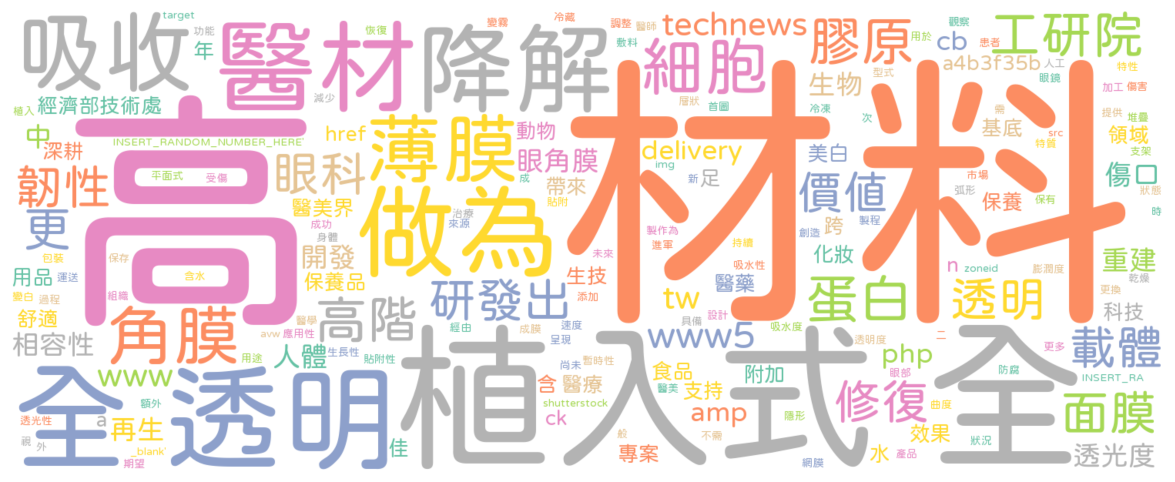 吸收
功能
target
年
醫材
降解
恢復
敷料
變霧
冷藏
調整
醫師
technews
細胞
膠原
用於
觀察
患者
cb
工研院
a4b3f35b
人工
眼鏡
特性
加工
傷害
植入
經濟部技術處
減少
層狀
首圖
生物
型式
冷凍
次
需
基底
src
特質
提供
堆疊
領域
支架
中
深耕
INSERT_RANDOM_NUMBER_HERE
href
薄膜
動物
眼角膜
delivery
img
美白
材料
市場
傷口
韌性
平面式
受傷
高
眼科
成
帶來
貼附
新
足
價值
弧形
保養
保有
狀態
時
更
醫美界
成功
身體
治療
來源
做為
製作為
進軍
未來
持續
跨
創造
製程
化妝
包裝
用品
運送
保存
含水
開發
保養品
生技
添加
吸水性
醫藥
n
zoneid
膨潤度
乾燥
重建
更換
科技
變白
過程
舒適
組織
醫學
高階
研發出
tw
具備
設計
吸水度
蛋白
透明
相容性
角膜
avw
應用性
經由
成膜
速度
呈現
www5
透明度
二
更多
載體
用途
人體
生長性
貼附性
尚未
暫時性
食品
附加
php
眼部
防腐
INSERT_RA
www
全透明
植入式
全
額外
含
醫療
醫美
支持
隱形
修復
曲度
面膜
透光性
a
再生
佳
shutterstock
ck
般
amp
不需
效果
狀況
親
外
_blank'
期望
專案
網膜
水
產品
透光度